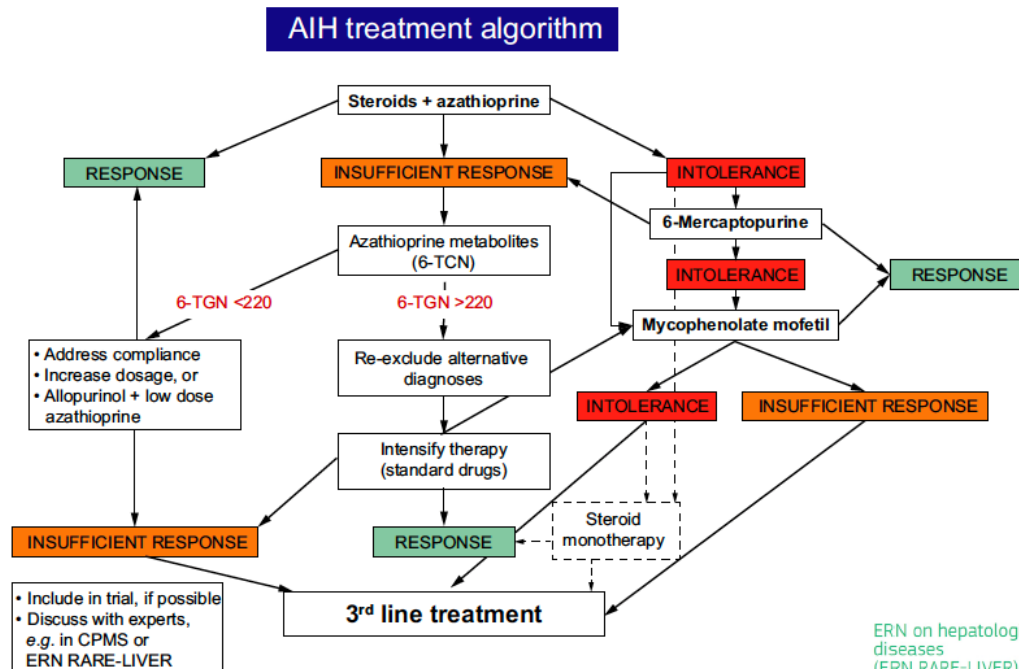 AIH treatment algorithm
Steroids + azathioprine
RESPONSE
INSUFFICIENT RESPONSE
INTOLERANCE
6-Mercaptopurine
Azathioprine metabolites
(6-TCN)
INTOLERANCE
RESPONSE
6-TGN <220
6-TGN >220
Mycophenolate mofetil
• Address compliance
• Increase dosage, or
• Allopurinol + low dose
azathioprine
Re-exclude alternative
diagnoses
INTOLERANCE
INSUFFICIENT RESPONSE
Intensify therapy
(standard drugs)
Steroid
monotherapy
INSUFFICIENT RESPONSE
RESPONSE
• Include in trial, if possible
• Discuss with experts,
e.g. in CPMS or
ERN RARE-LIVER
3rd line treatment
ERN on hepatolog
diseases
(ERN RARE-LIVER)